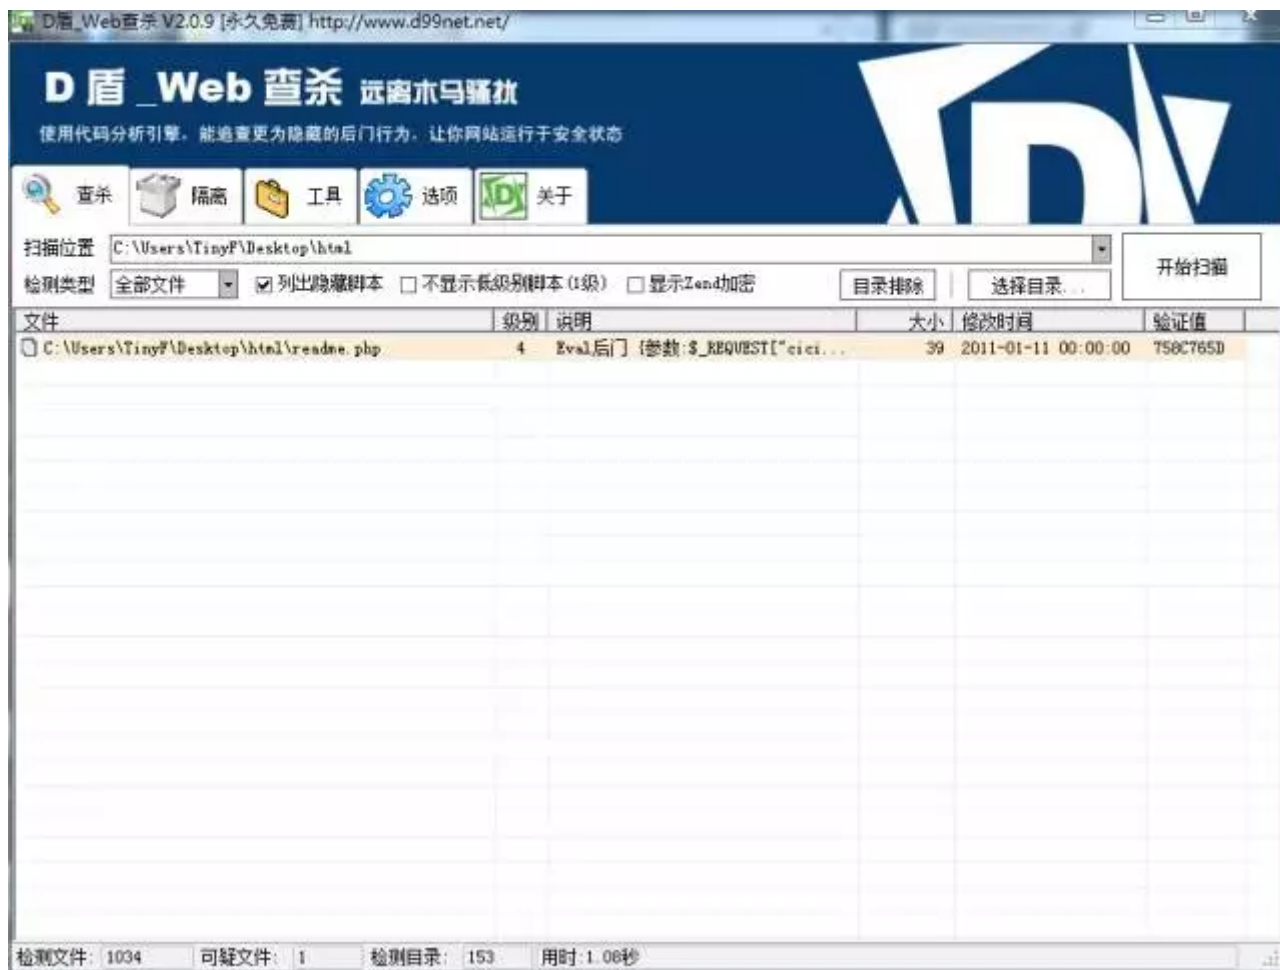 D盾_Web查杀 V2.0.9 [永久免费] http://www.d99net.net/
D盾_Web查杀 远离木马骚扰
使用代码分析引擎，能追查更为隐藏的后门行为，让你网站运行于安全状态
查杀 隔离 工具 选项 关于
扫描位置 C:\Users\TinyF\Desktop\html
开始扫描
检测类型 全部文件 列出隐藏脚本 不显示低级别脚本(1级) 显示Zend加密 目录排除 选择目录...
文件 级别 说明 大小 修改时间 验证值
C:\Users\TinyF\Desktop\html\readme.php 4 Eval后门 {参数:$_REQUEST["cici... 39 2011-01-11 00:00:00 758C765D
检测文件: 1034 可疑文件: 1 检测目录: 153 用时:1.08秒